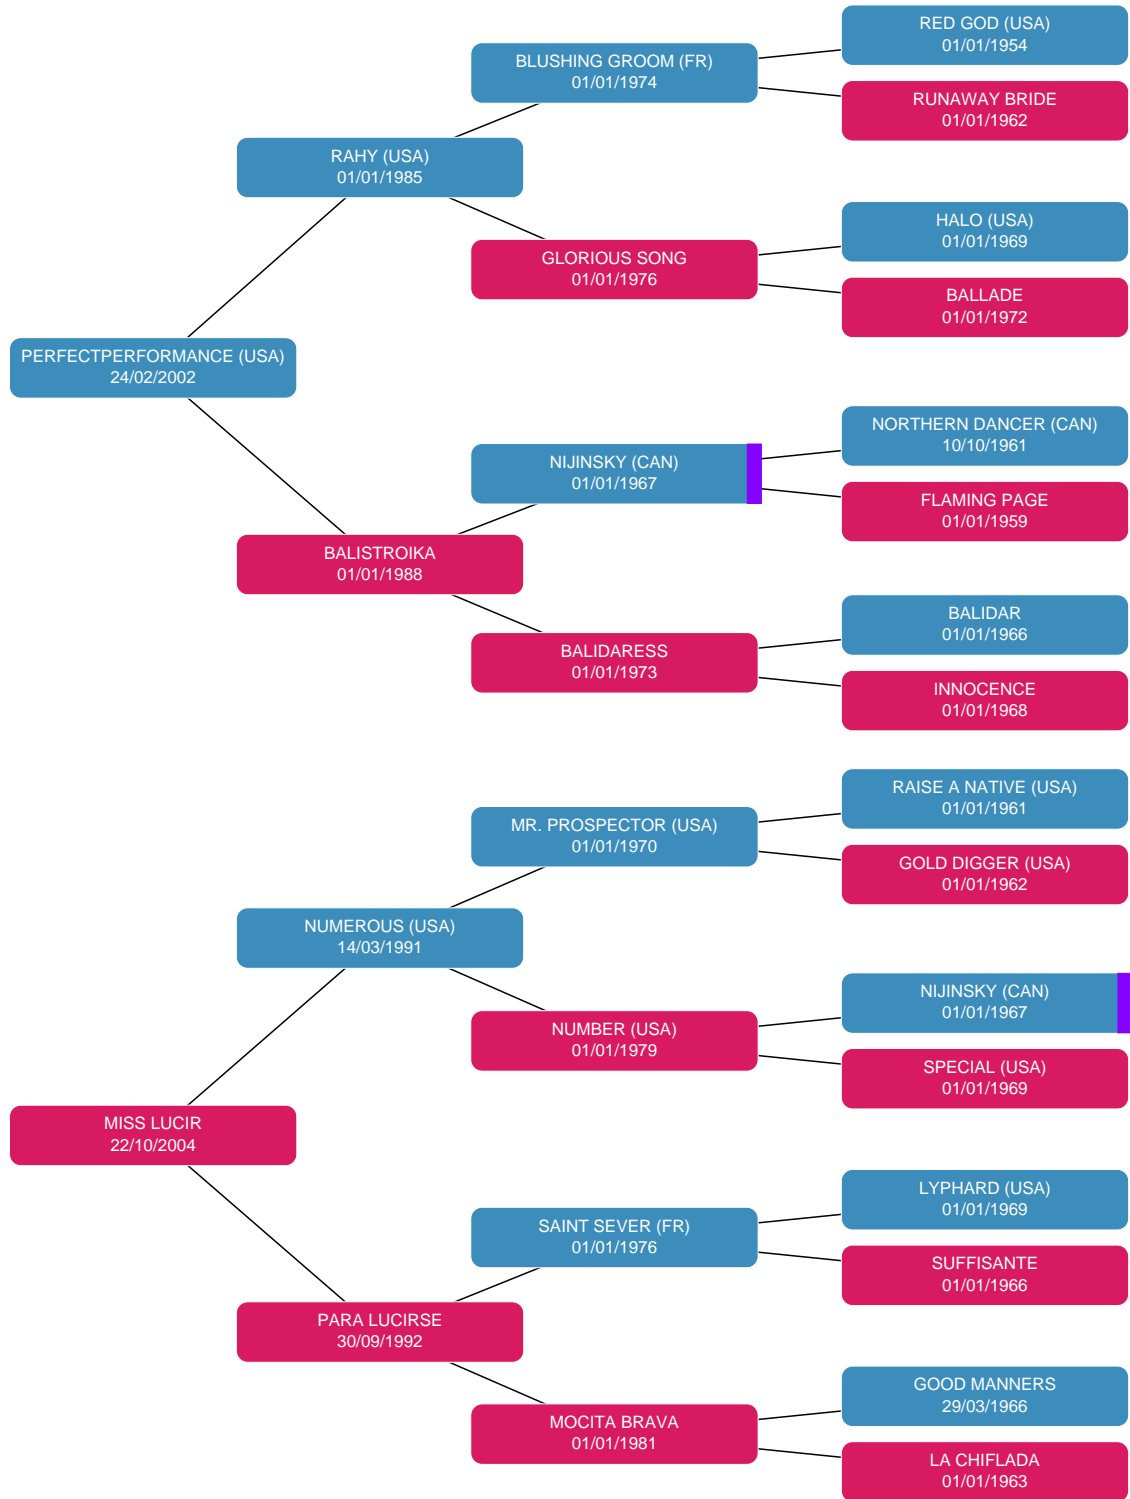 RED GOD (USA)
01/01/1954
BLUSHING GROOM (FR)
01/01/1974
RUNAWAY BRIDE
01/01/1962
RAHY (USA)
01/01/1985
HALO (USA)
01/01/1969
GLORIOUS SONG
01/01/1976
BALLADE
01/01/1972
PERFECTPERFORMANCE (USA)
24/02/2002
NORTHERN DANCER (CAN)
10/10/1961
NIJINSKY (CAN)
01/01/1967
FLAMING PAGE
01/01/1959
BALISTROIKA
01/01/1988
BALIDAR
01/01/1966
BALIDARESS
01/01/1973
INNOCENCE
01/01/1968
RAISE A NATIVE (USA)
01/01/1961
MR. PROSPECTOR (USA)
01/01/1970
GOLD DIGGER (USA)
01/01/1962
NUMEROUS (USA)
14/03/1991
NIJINSKY (CAN)
01/01/1967
NUMBER (USA)
01/01/1979
SPECIAL (USA)
01/01/1969
MISS LUCIR
22/10/2004
LYPHARD (USA)
01/01/1969
SAINT SEVER (FR)
01/01/1976
SUFFISANTE
01/01/1966
PARA LUCIRSE
30/09/1992
GOOD MANNERS
29/03/1966
MOCITA BRAVA
01/01/1981
LA CHIFLADA
01/01/1963